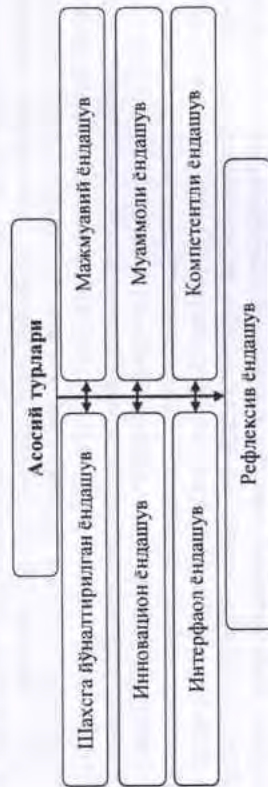 Асосий турлари
Шахсга йўналтирилган ёндашув
Мажмуавий ёндашув
Инновацион ёндашув
Муаммоли ёндашув
Интерфаол ёндашув
Компетентли ёндашув
Рефлексив ёндашув